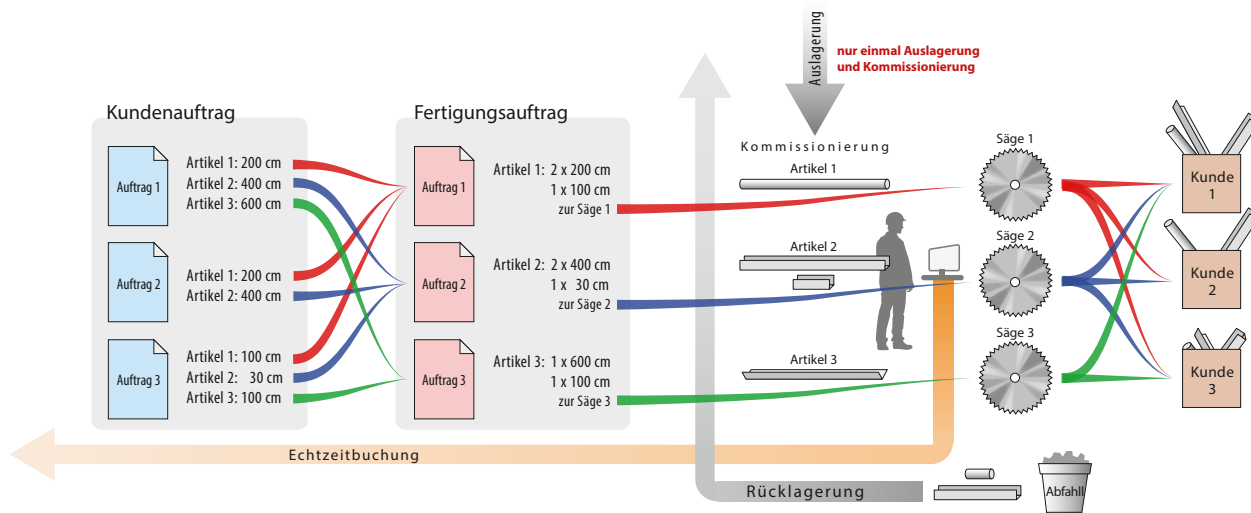 Auslagerung
nur einmal Auslagerung
und Kommissionierung
Kundenauftrag
Auftrag 1
Artikel 1: 200 cm
Artikel 2: 400 cm
Artikel 3: 600 cm
Auftrag 2
Artikel 1: 200 cm
Artikel 2: 400 cm
Auftrag 3
Artikel 1: 100 cm
Artikel 2: 30 cm
Artikel 3: 100 cm
Fertigungsauftrag
Auftrag 1
Artikel 1: 2 x 200 cm
1 x 100 cm
zur Säge 1
Auftrag 2
Artikel 2: 2 x 400 cm
1 x 30 cm
zur Säge 2
Auftrag 3
Artikel 3: 1 x 600 cm
1 x 100 cm
zur Säge 3
Kommissionierung
Artikel 1
Artikel 2
Artikel 3
Säge 1
Säge 2
Säge 3
Kunde
1
Kunde
2
Kunde
3
Echtzeitbuchung
Rücklagerung
Abfahll